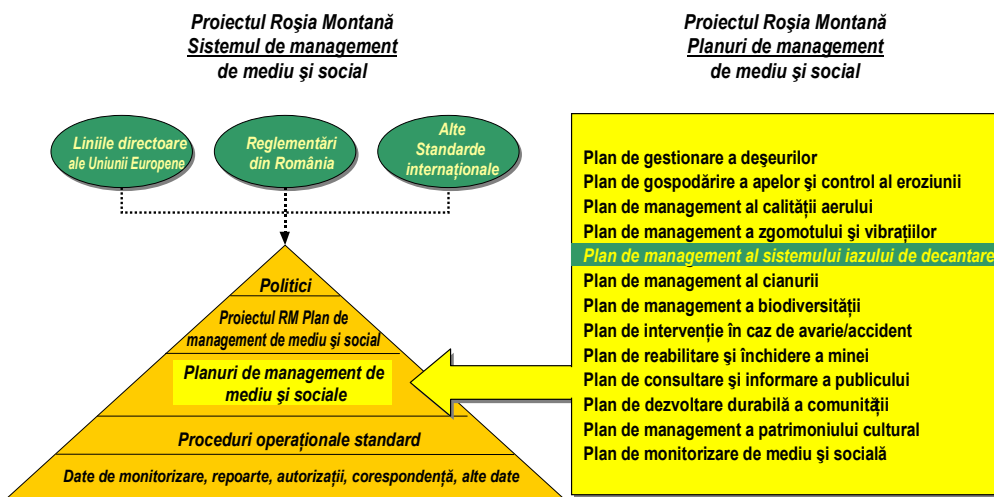 Proiectul Roşia Montană
Sistemul de management
de mediu şi social
Liniile directoare
ale Uniunii Europene
Reglementări
din România
Alte
Standarde
internaţionale
Politici
Proiectul RM Plan de
management de mediu şi social
Planuri de management de
mediu şi sociale
Proceduri operaţionale standard
Date de monitorizare, repoarte, autorizaţii, corespondenţă, alte date
Proiectul Roşia Montană
Planuri de management
de mediu şi social
Plan de gestionare a deşeurilor
Plan de gospodărire a apelor şi control al eroziunii
Plan de management al calităţii aerului
Plan de management a zgomotului şi vibraţiilor
Plan de management al sistemului iazului de decantare
Plan de management al cianurii
Plan de management a biodiversităţii
Plan de intervenţie în caz de avarie/accident
Plan de reabilitare şi închidere a minei
Plan de consultare şi informare a publicului
Plan de dezvoltare durabilă a comunităţii
Plan de management a patrimoniului cultural
Plan de monitorizare de mediu şi socială